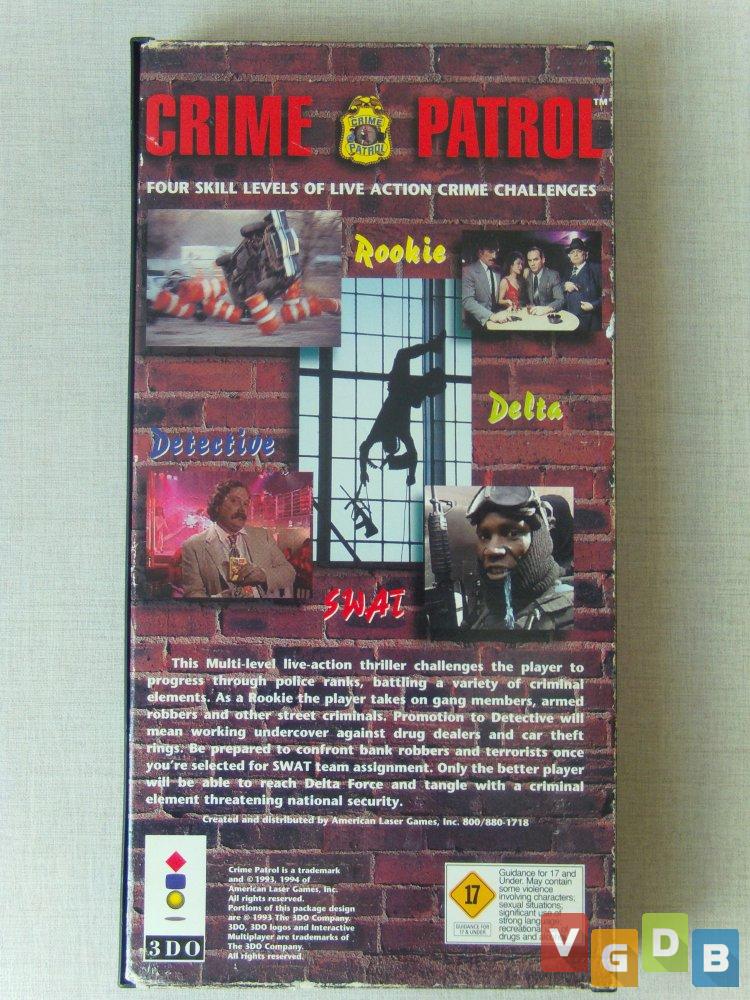 CRIME PATROL™
CRIME
PATROL
FOUR SKILL LEVELS OF LIVE ACTION CRIME CHALLENGES
Rookie
Delta
Detective
SWAT
This Multi-level live-action thriller challenges the player to
progress through police ranks, battling a variety of criminal
elements. As a Rookie the player takes on gang members, armed
robbers and other street criminals. Promotion to Detective will
mean working undercover against drug dealers and car theft
rings. Be prepared to confront bank robbers and terrorists once
you're selected for SWAT team assignment. Only the better player
will be able to reach Delta Force and tangle with a criminal
element threatening national security.
Created and distributed by American Laser Games, Inc. 800/880-1718
Crime Patrol is a trademark
and © 1993, 1994 of
American Laser Games, Inc.
All rights reserved.
Portions of this package design
are © 1993 The 3DO Company.
3DO, 3DO logos and Interactive
Multiplayer are trademarks of
The 3DO Company.
All rights reserved.
3DO
17
GUIDANCE FOR
17 & UNDER
Guidance for 17 and
Under. May contain
some violence
involving characters;
sexual situations;
significant use of
strong language
recreational
drugs and
VGDB